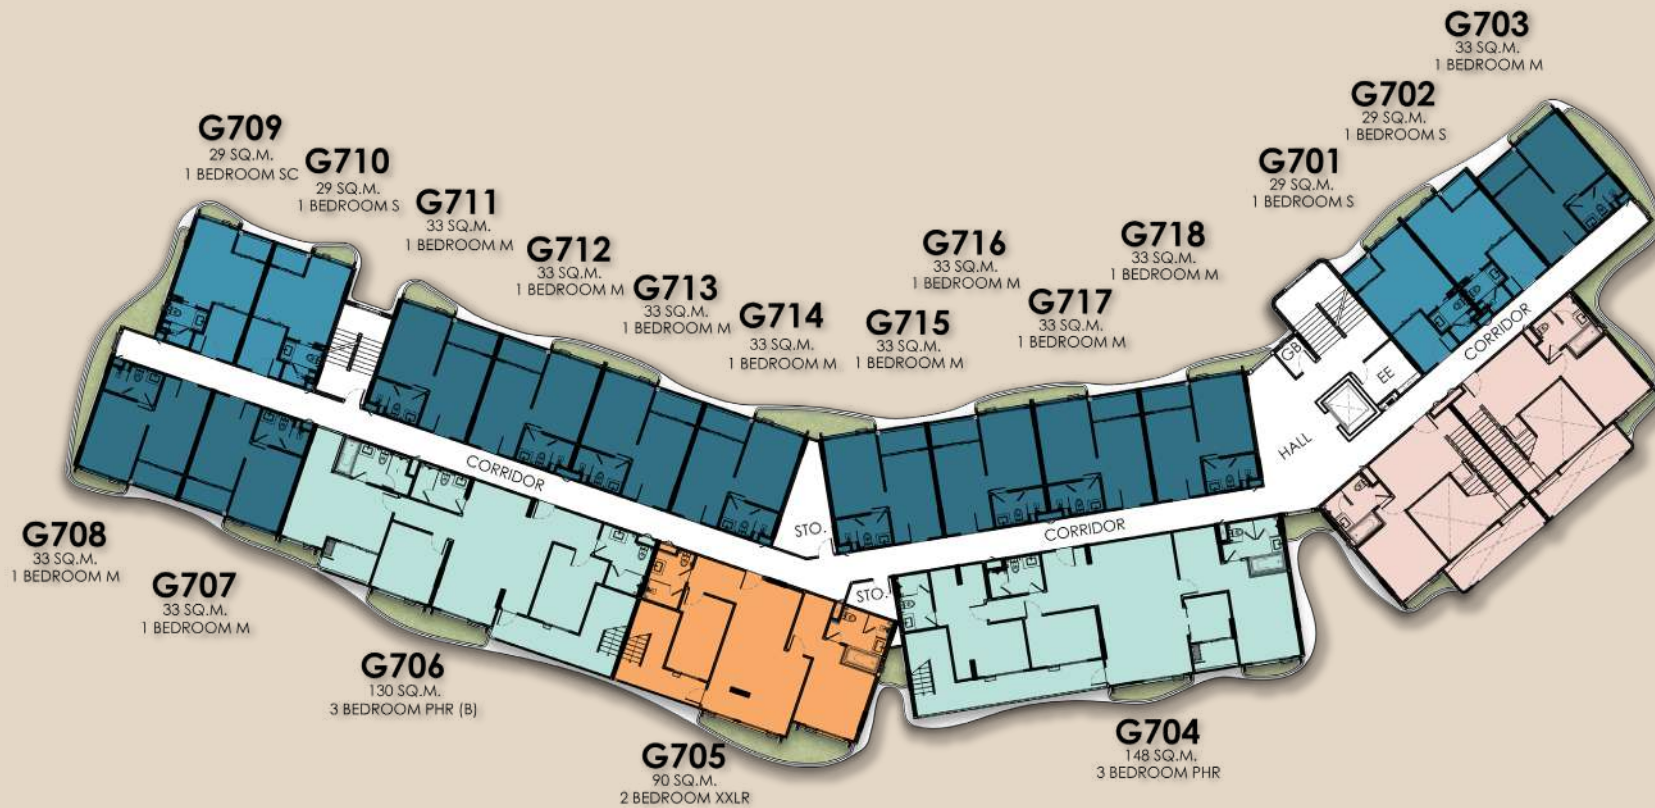 G703
33 SQ.M.
1 BEDROOM M
G702
29 SQ.M.
1 BEDROOM S
G701
29 SQ.M.
1 BEDROOM S
G709
29 SQ.M.
1 BEDROOM SC
G710
29 SQ.M.
1 BEDROOM S
G711
33 SQ.M.
1 BEDROOM M
G712
33 SQ.M.
1 BEDROOM M
G713
33 SQ.M.
1 BEDROOM M
G714
33 SQ.M.
1 BEDROOM M
G715
33 SQ.M.
1 BEDROOM M
G716
33 SQ.M.
1 BEDROOM M
G717
33 SQ.M.
1 BEDROOM M
G718
33 SQ.M.
1 BEDROOM M
GB
EE
CORRIDOR
HALL
CORRIDOR
STO.
CORRIDOR
STO.
G708
33 SQ.M.
1 BEDROOM M
G707
33 SQ.M.
1 BEDROOM M
G706
130 SQ.M.
3 BEDROOM PHR (B)
G705
90 SQ.M.
2 BEDROOM XXLR
G704
148 SQ.M.
3 BEDROOM PHR